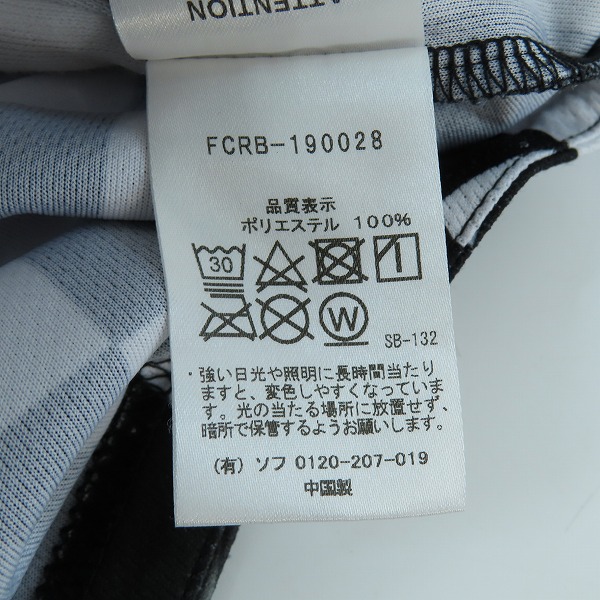 ATTENTION
FCRB-190028
品質表示
ポリエステル 100%
30
W
SB-132
・強い日光や照明に長時間当たり
ますと、変色しやすくなっていま
す。光の当たる場所に放置せず、
暗所で保管するようお願いします。
(有) ソフ 0120-207-019
中国製